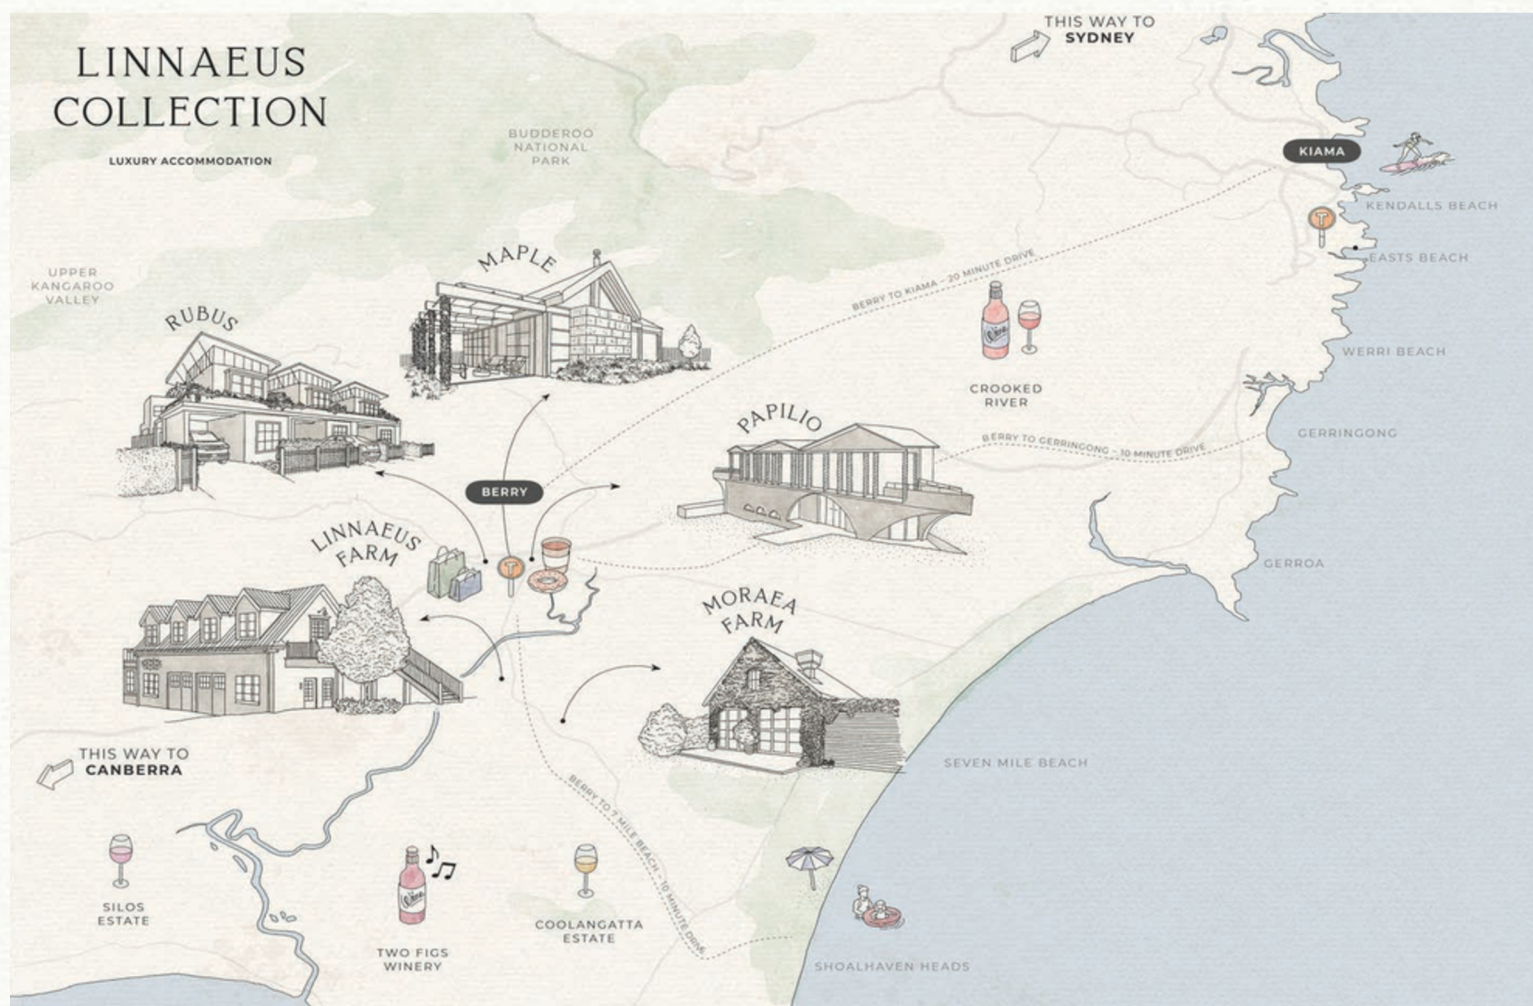 LINNAEUS
COLLECTION
LUXURY ACCOMMODATION
THIS WAY TO
SYDNEY
BUDDEROO
NATIONAL
PARK
KIAMA
KENDALLS BEACH
T
EASTS BEACH
UPPER
KANGAROO
VALLEY
MAPLE
RUBUS
BERRY TO KIAMA - 20 MINUTE DRIVE
Wine
CROOKED
RIVER
WERRI BEACH
PAPILIO
BERRY TO GERRINGONG - 10 MINUTE DRIVE
GERRINGONG
BERRY
LINNAEUS
FARM
T
GERROA
MORAEA
FARM
THIS WAY TO
CANBERRA
SEVEN MILE BEACH
BERRY TO 7 MILE BEACH - 10 MINUTE DRIVE
SILOS
ESTATE
Wine
TWO FIGS
WINERY
COOLANGATTA
ESTATE
SHOALHAVEN HEADS